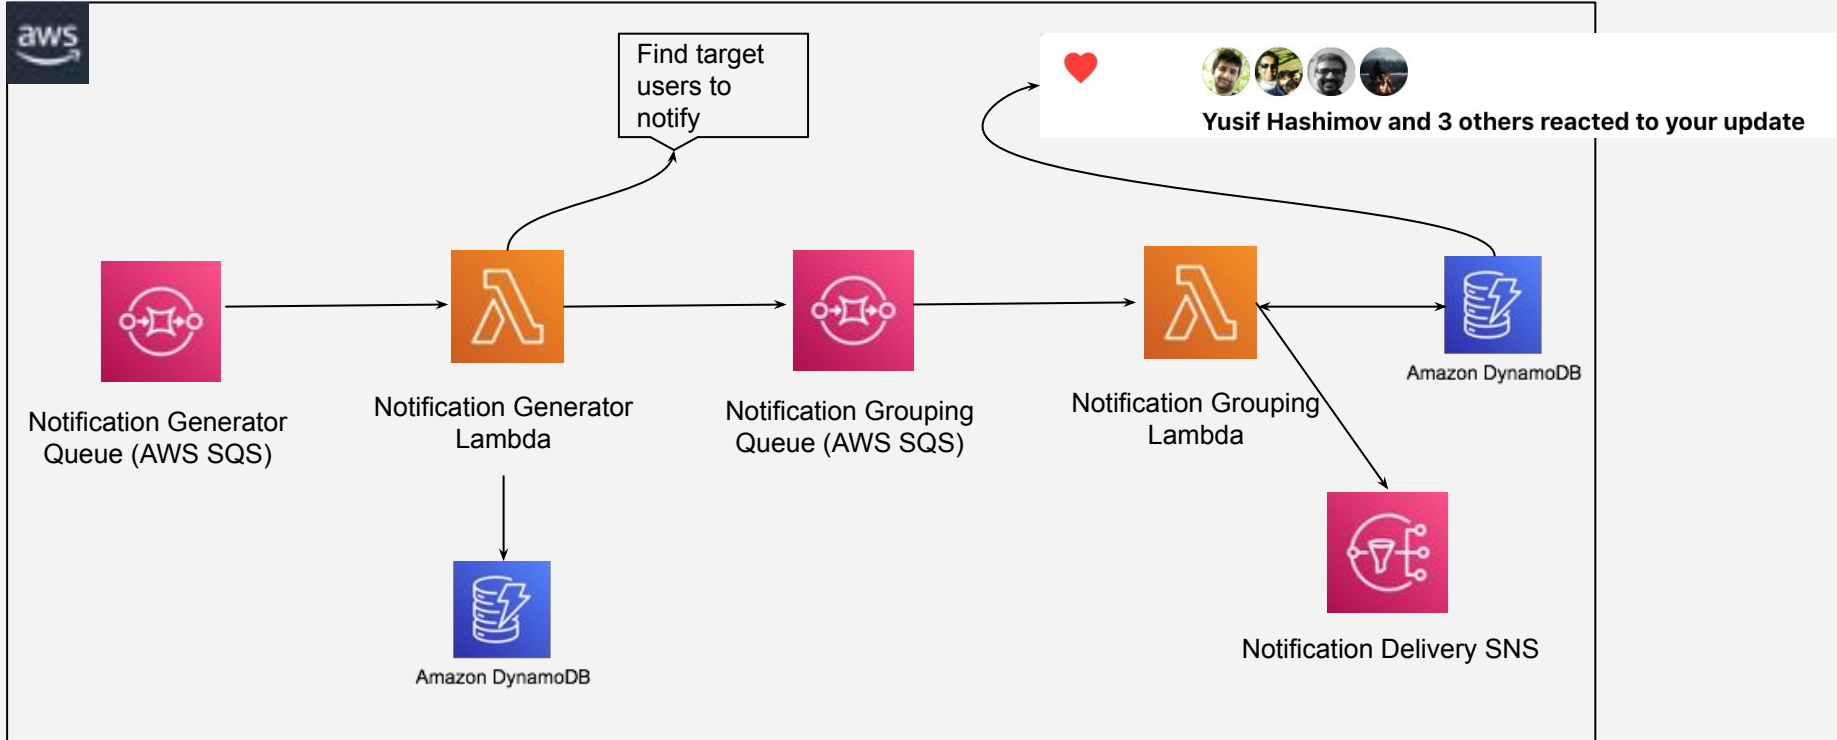 aws
Find target
users to
notify
Yusif Hashimov and 3 others reacted to your update
Notification Generator
Queue (AWS SQS)
Notification Generator
Lambda
Notification Grouping
Queue (AWS SQS)
Notification Grouping
Lambda
Amazon DynamoDB
Amazon DynamoDB
Notification Delivery SNS